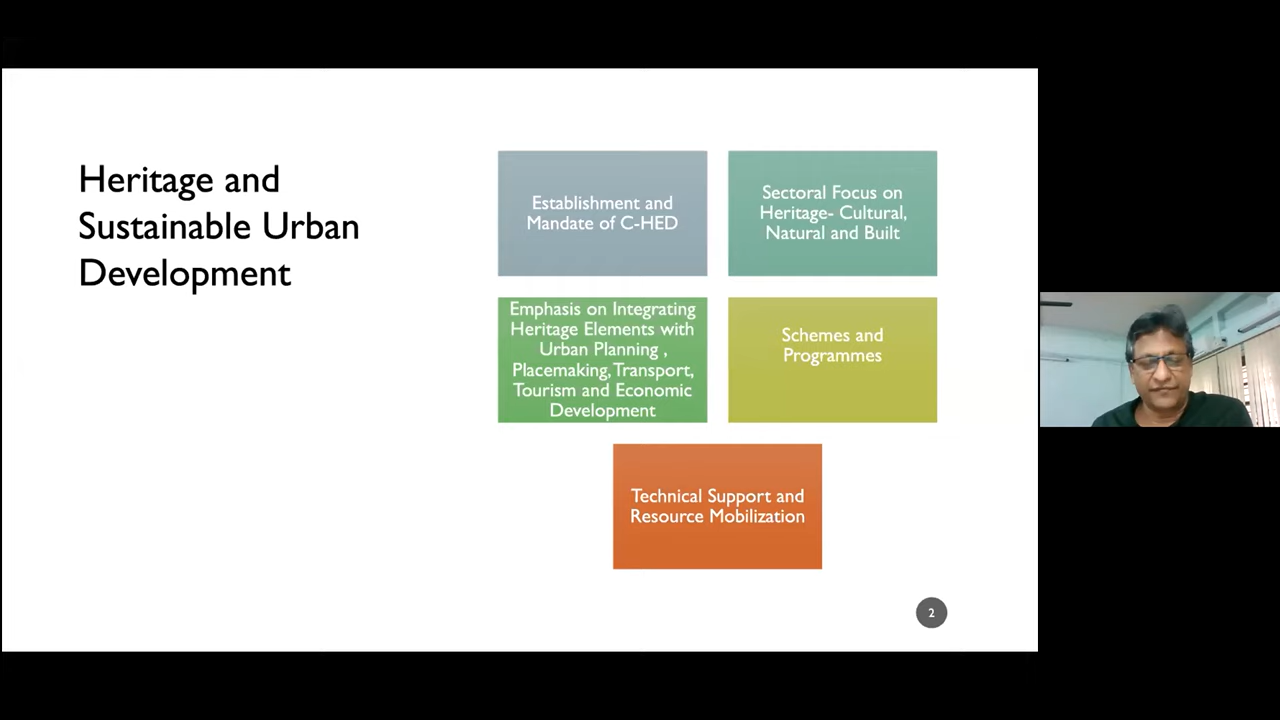 Heritage and
Sustainable Urban
Development
Establishment and
Mandate of C-HED
Sectoral Focus on
Heritage- Cultural,
Natural and Built
Emphasis on Integrating
Heritage Elements with
Urban Planning ,
Placemaking, Transport,
Tourism and Economic
Development
Schemes and
Programmes
Technical Support and
Resource Mobilization
2